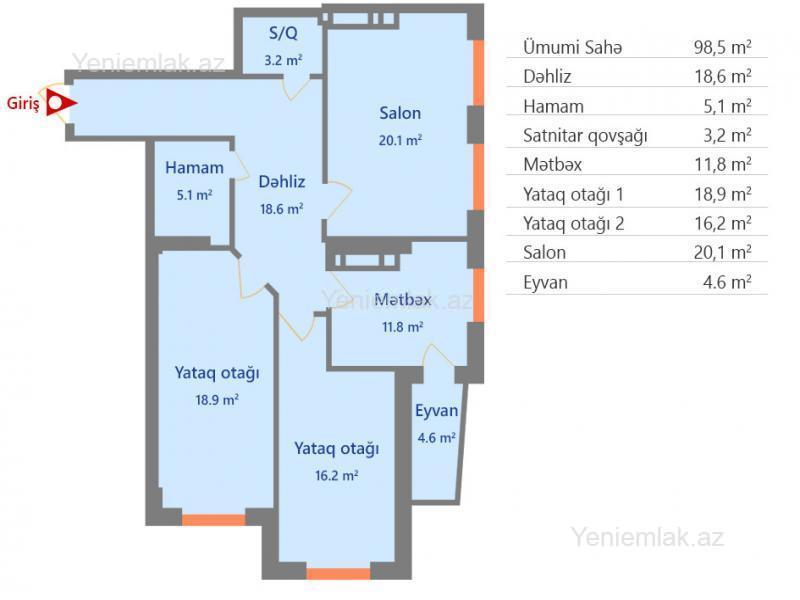 Yeniemlak.az
S/Q
3.2 m²
Giriş
Salon
20.1 m²
Hamam
5.1 m²
Dəhliz
18.6 m²
Yeniemlak.az
Mətbəx
11.8 m²
Yataq otağı
18.9 m²
Eyvan
4.6 m²
Yataq otağı
16.2 m²
Ümumi Sahə 98,5 m²
Dəhliz 18,6 m²
Hamam 5,1 m²
Satnitar qovşağı 3,2 m²
Mətbəx 11,8 m²
Yataq otağı 1 18,9 m²
Yataq otağı 2 16,2 m²
Salon 20,1 m²
Eyvan 4.6 m²
Yeniemlak.az